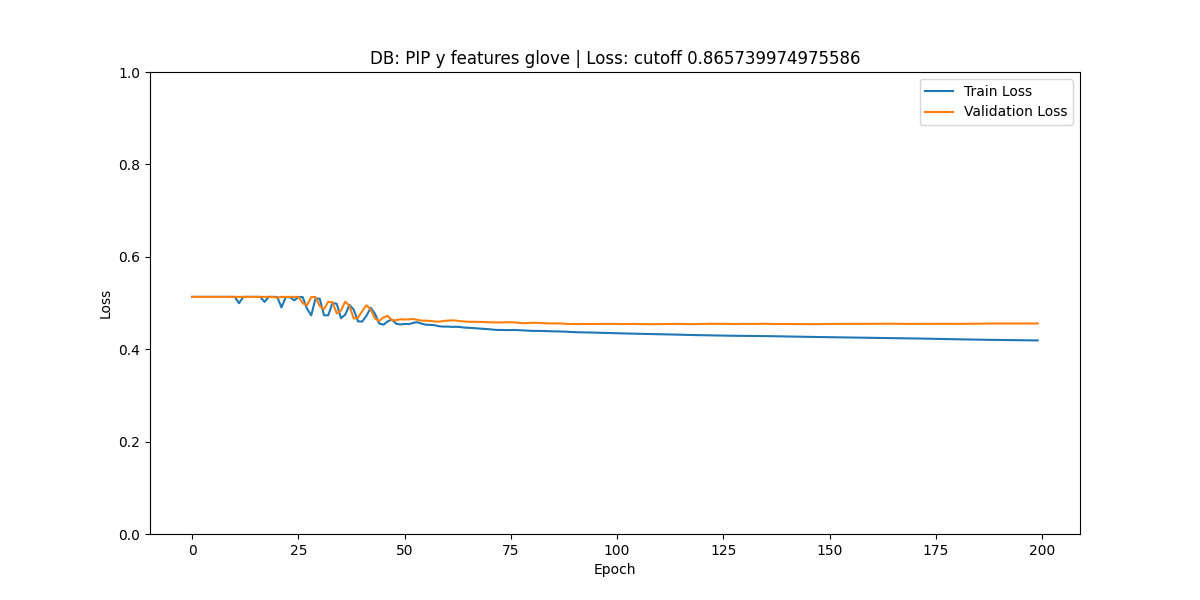 DB: PIP y features glove | Loss: cutoff 0.865739974975586
1.0
0.8
0.6
0.4
0.2
0.0
Loss
Train Loss
Validation Loss
0 25 50 75 100 125 150 175 200
Epoch